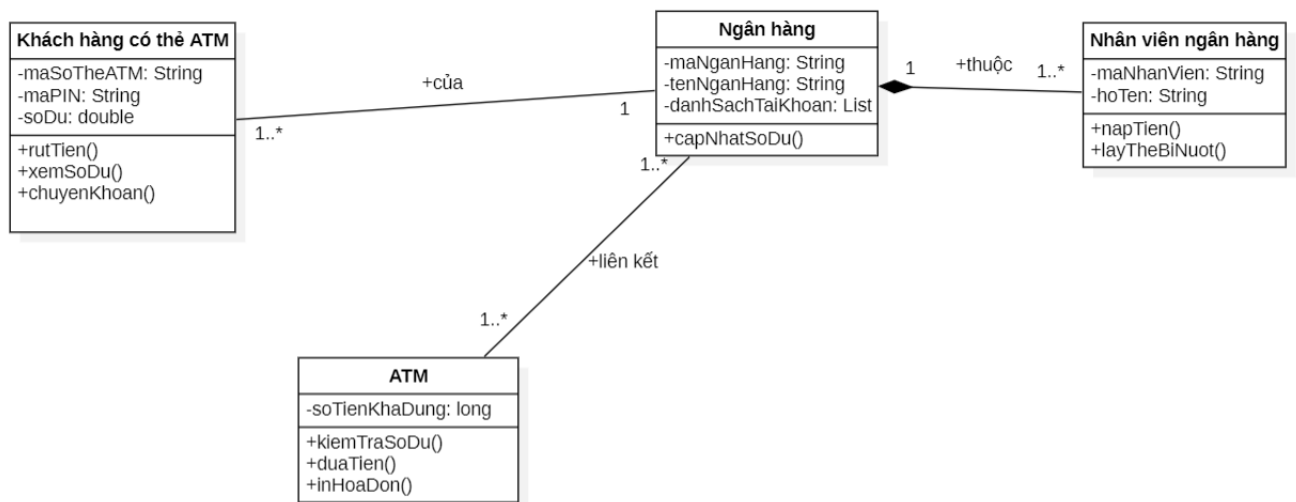 Khách hàng có thẻ ATM
-maSoTheATM: String
-maPIN: String
-soDu: double
+rutTien()
+xemSoDu()
+chuyenKhoan()
1..*
+của
1
Ngân hàng
-maNganHang: String
-tenNganHang: String
-danhSachTaiKhoan: List
+capNhatSoDu()
1
+thuộc
1..*
Nhân viên ngân hàng
-maNhanVien: String
-hoTen: String
+napTien()
+layTheBiNuot()
1..*
+liên kết
1..*
ATM
-soTienKhaDung: long
+kiemTraSoDu()
+duaTien()
+inHoaDon()